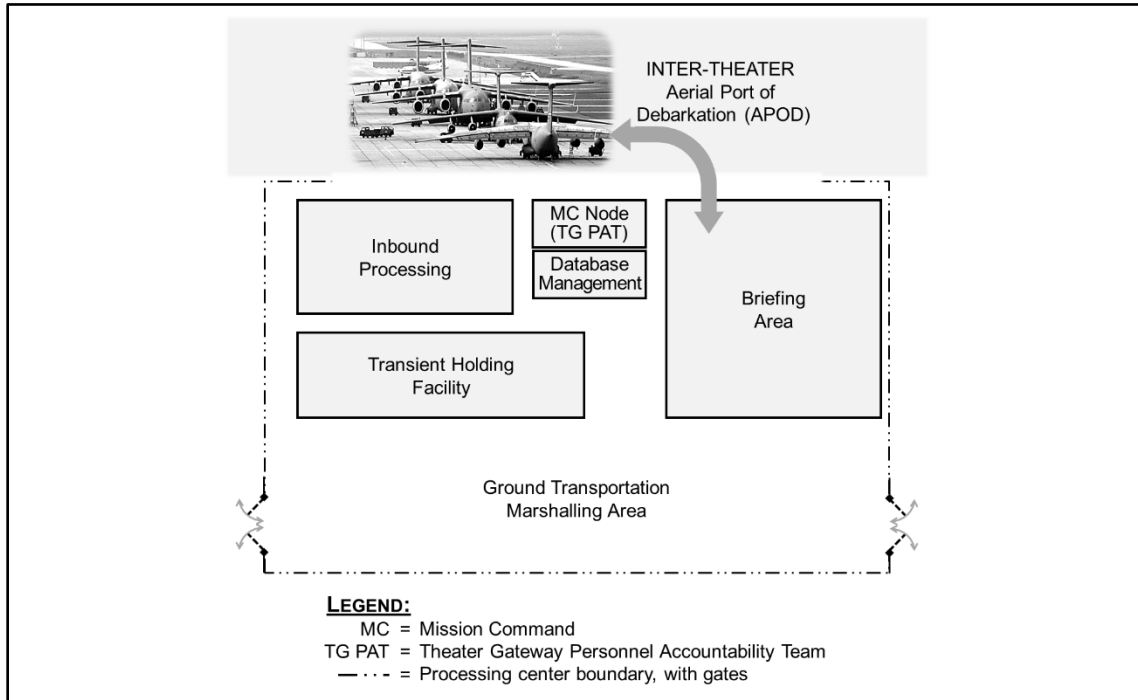 INTER-THEATER
Aerial Port of
Debarkation (APOD)
Inbound
Processing
MC Node
(TG PAT)
Database
Management
Briefing
Area
Transient Holding
Facility
Ground Transportation
Marshalling Area
LEGEND:
MC = Mission Command
TG PAT = Theater Gateway Personnel Accountability Team
= Processing center boundary, with gates